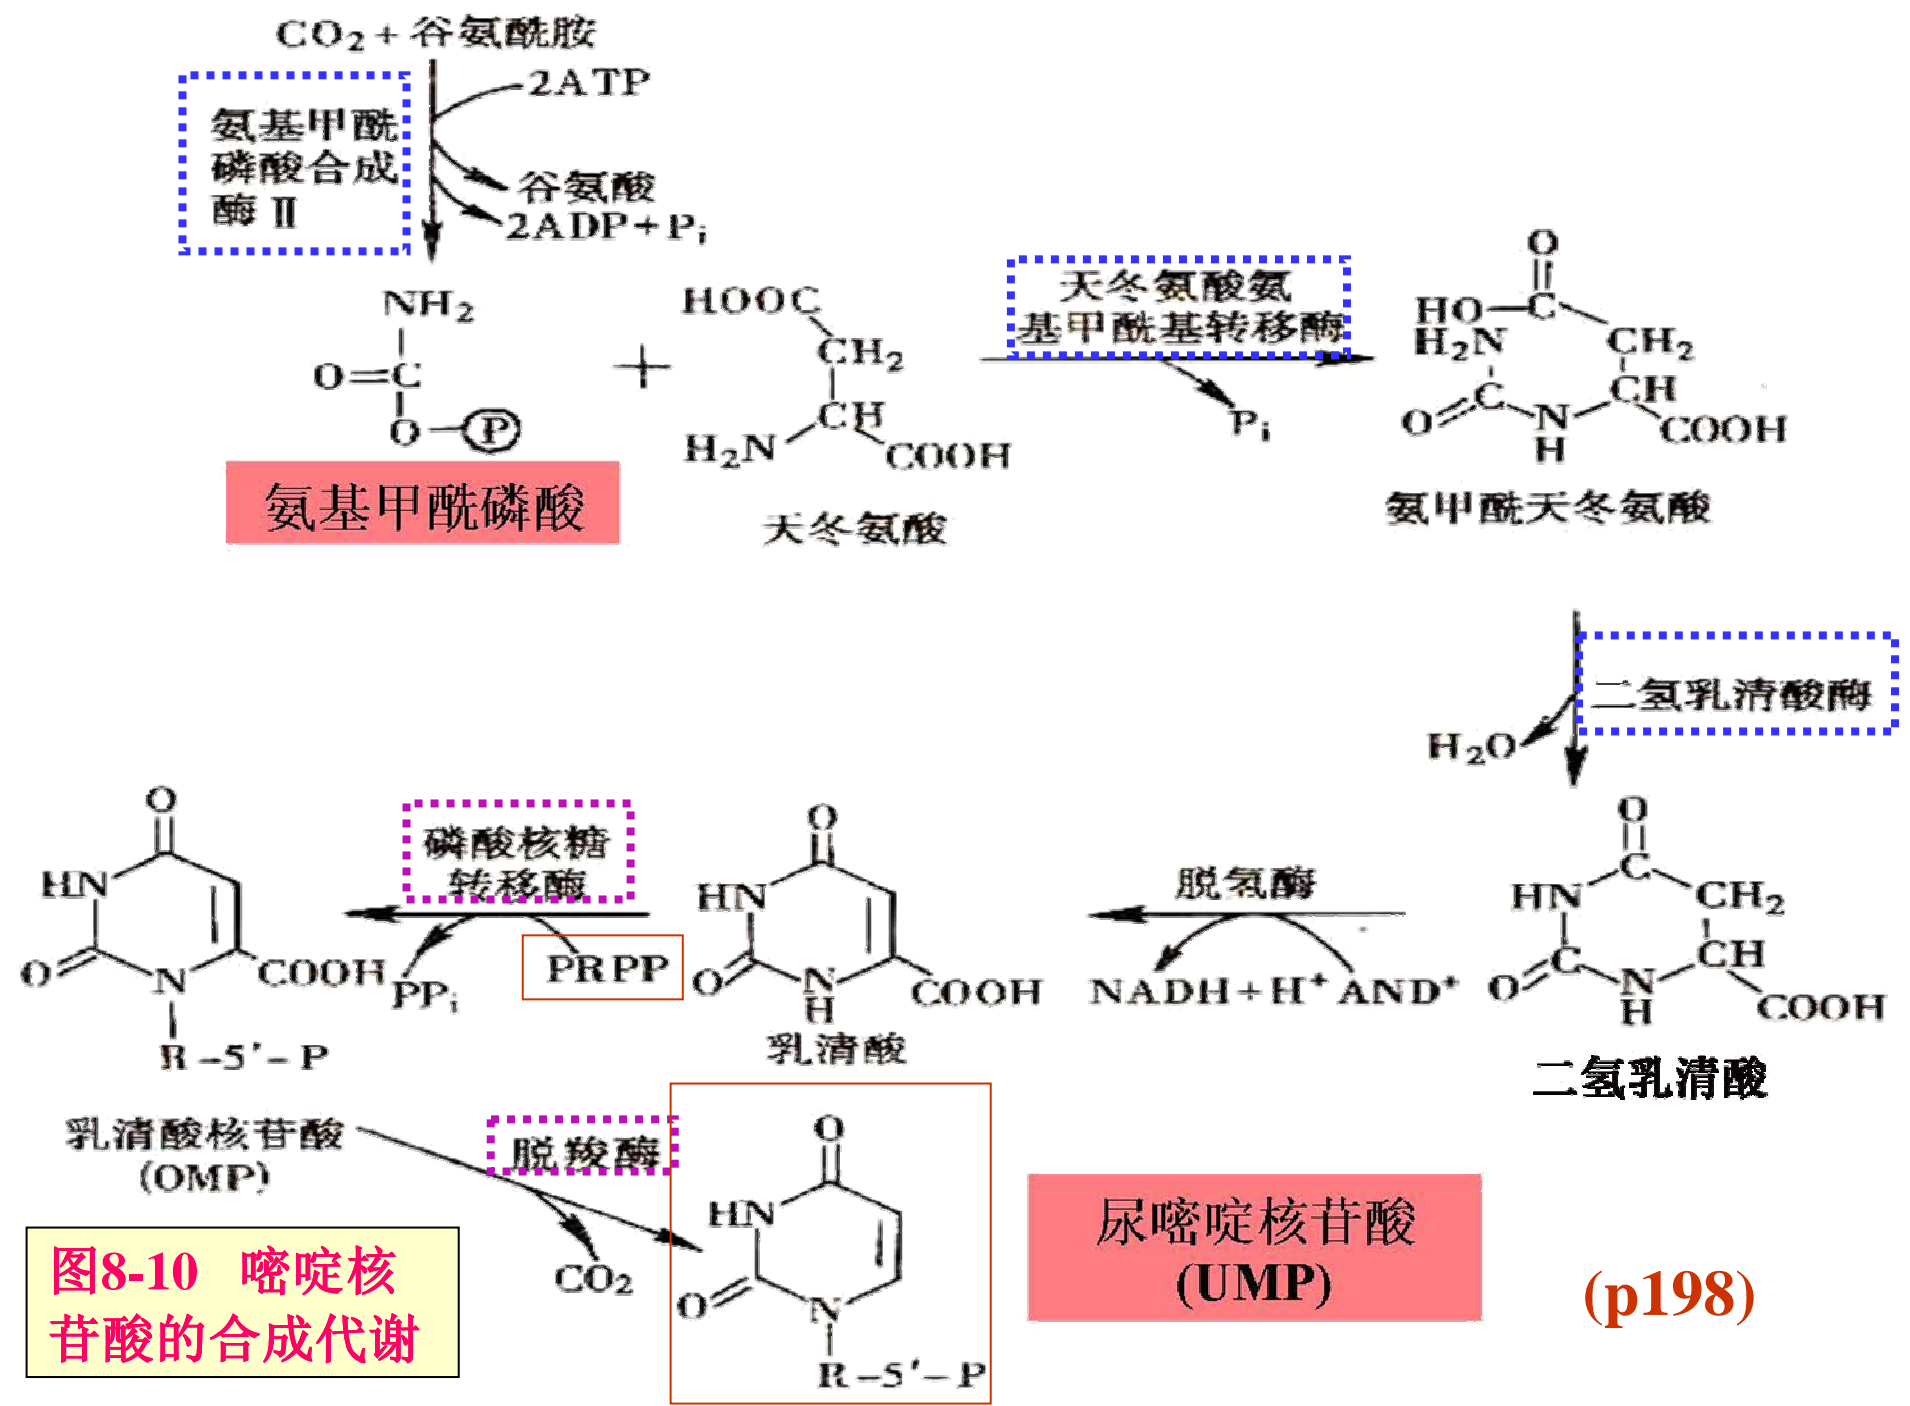 CO₂+谷氨酰胺
2ATP
氨基甲酰
磷酸合成
酶 Ⅱ
谷氨酸
2ADP+Pᵢ
NH₂
O=C
O-P
氨基甲酰磷酸
+
HOOC
CH₂
CH
H₂N
COOH
天冬氨酸
天冬氨酸氨
基甲酰基转移酶
Pᵢ
O
HO-C
H₂N
CH₂
C
CH
O
N
H
COOH
氨甲酰天冬氨酸
二氢乳清酸酶
H₂O
O
C
HN
CH₂
C
CH
O
N
H
COOH
二氢乳清酸
脱氢酶
NADH+H⁺
AND⁺
O
HN
O
N
H
COOH
乳清酸
磷酸核糖
转移酶
PPᵢ
PRPP
O
HN
O
N
COOH
R-5′-P
乳清酸核苷酸
(OMP)
脱羧酶
CO₂
O
HN
O
N
R-5′-P
尿嘧啶核苷酸
(UMP)
图8-10 嘧啶核
苷酸的合成代谢
(p198)